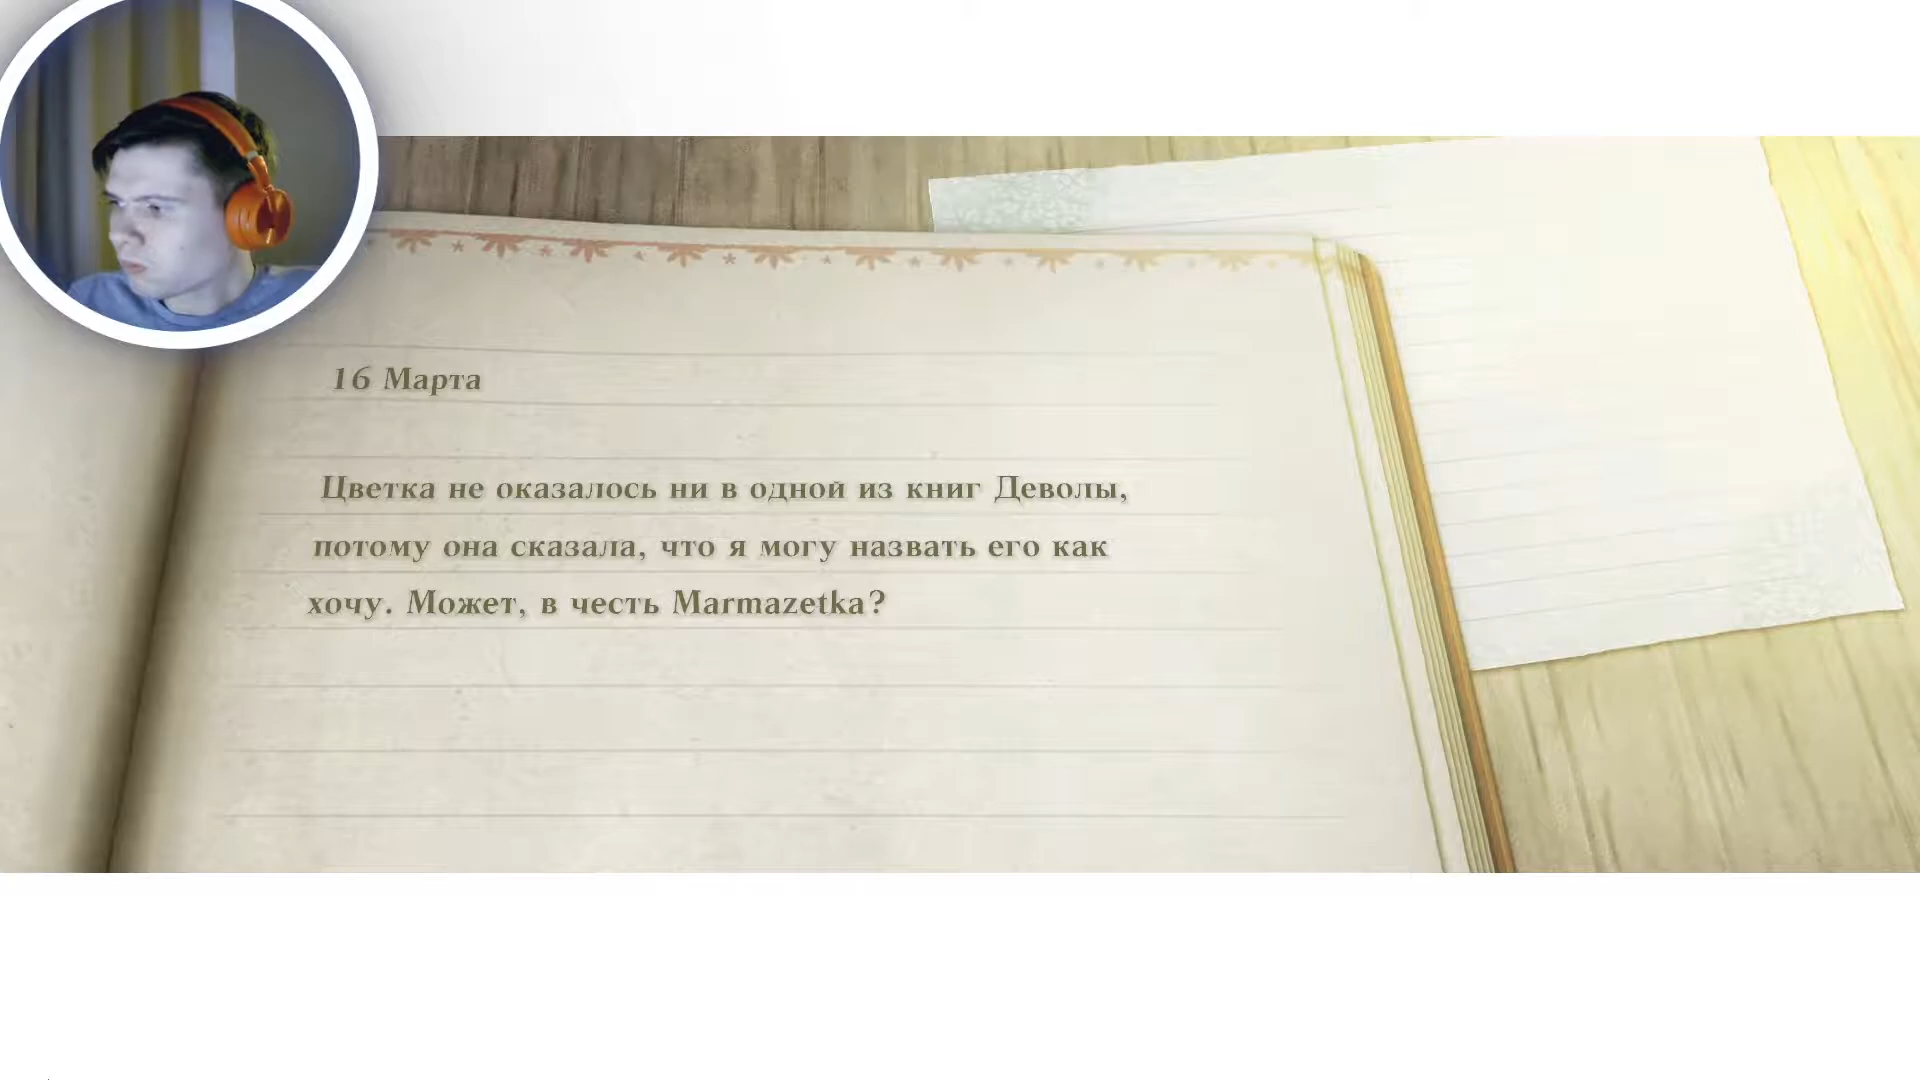 16 Марта
Цветка не оказалось ни в одной из книг Деволы,
потому она сказала, что я могу назвать его как
хочу. Может, в честь Marmazetka?